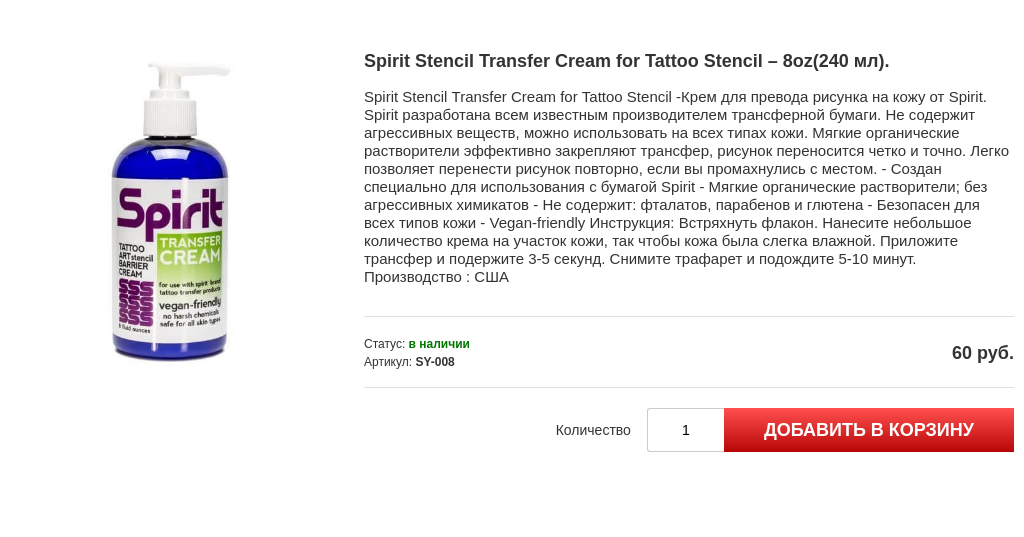 Spirit Stencil Transfer Cream for Tattoo Stencil – 8oz(240 мл).
Spirit Stencil Transfer Cream for Tattoo Stencil -Крем для превода рисунка на кожу от Spirit.
Spirit разработана всем известным производителем трансферной бумаги. Не содержит
агрессивных веществ, можно использовать на всех типах кожи. Мягкие органические
растворители эффективно закрепляют трансфер, рисунок переносится четко и точно. Легко
позволяет перенести рисунок повторно, если вы промахнулись с местом. - Создан
специально для использования с бумагой Spirit - Мягкие органические растворители; без
агрессивных химикатов - Не содержит: фталатов, парабенов и глютена - Безопасен для
всех типов кожи - Vegan-friendly Инструкция: Встряхнуть флакон. Нанесите небольшое
количество крема на участок кожи, так чтобы кожа была слегка влажной. Приложите
трансфер и подержите 3-5 секунд. Снимите трафарет и подождите 5-10 минут.
Производство : США
Статус: в наличии
Артикул: SY-008
60 руб.
Количество
1
ДОБАВИТЬ В КОРЗИНУ
Spirit
TATTOO
ART stencil
BARRIER
CREAM
TRANSFER
CREAM
for use with spirit brand
tattoo transfer products
vegan-friendly
no harsh chemicals
safe for all skin types
8 fluid ounces